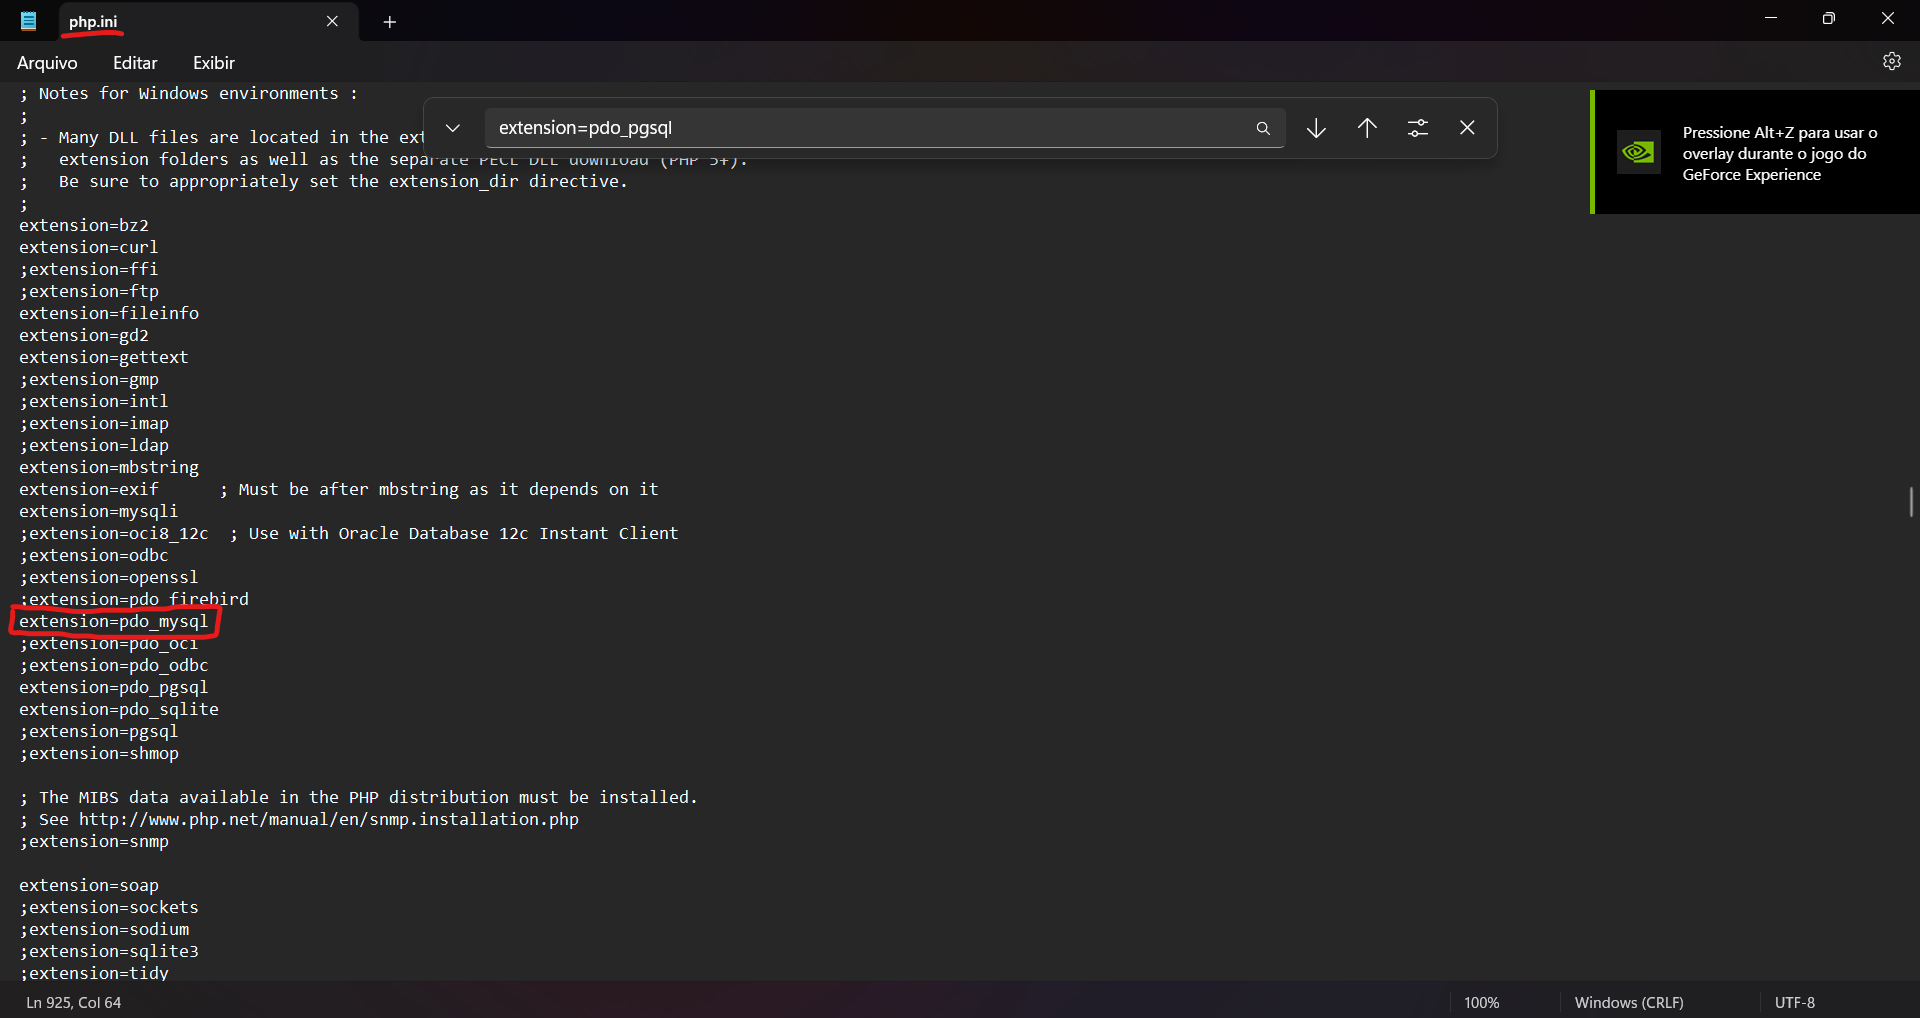 php.ini
Arquivo Editar Exibir
; Notes for Windows environments :
;
; - Many DLL files are located in the ext
;   extension folders as well as the separate PECL DLL download (PHP 5+).
;   Be sure to appropriately set the extension_dir directive.
;
extension=bz2
extension=curl
;extension=ffi
;extension=ftp
extension=fileinfo
extension=gd2
extension=gettext
;extension=gmp
;extension=intl
;extension=imap
;extension=ldap
extension=mbstring
extension=exif      ; Must be after mbstring as it depends on it
extension=mysqli
;extension=oci8_12c  ; Use with Oracle Database 12c Instant Client
;extension=odbc
;extension=openssl
;extension=pdo_firebird
extension=pdo_mysql
;extension=pdo_oci
;extension=pdo_odbc
extension=pdo_pgsql
extension=pdo_sqlite
;extension=pgsql
;extension=shmop
; The MIBS data available in the PHP distribution must be installed.
; See http://www.php.net/manual/en/snmp.installation.php
;extension=snmp
extension=soap
;extension=sockets
;extension=sodium
;extension=sqlite3
;extension=tidy
extension=pdo_pgsql
Pressione Alt+Z para usar o
overlay durante o jogo do
GeForce Experience
Ln 925, Col 64
100%
Windows (CRLF)
UTF-8